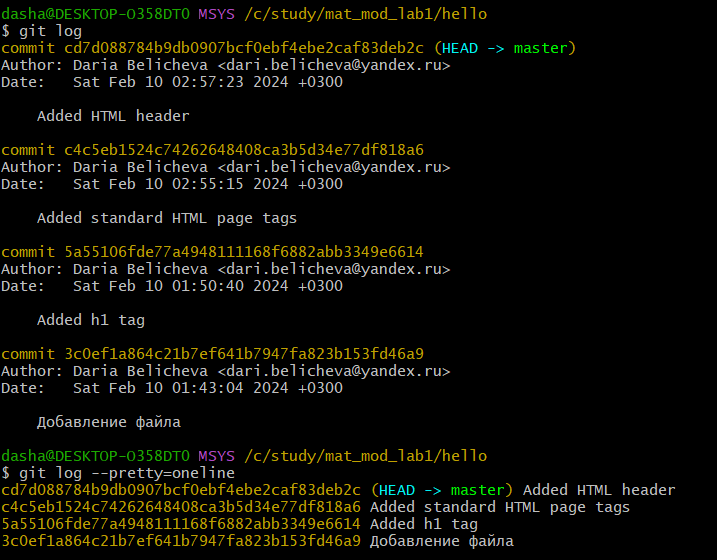 dasha@DESKTOP-O358DT0 MSYS /c/study/mat_mod_lab1/hello
$ git log
commit cd7d088784b9db0907bcf0ebf4ebe2caf83deb2c (HEAD -> master)
Author: Daria Belicheva <dari.belicheva@yandex.ru>
Date:   Sat Feb 10 02:57:23 2024 +0300
    Added HTML header
commit c4c5eb1524c74262648408ca3b5d34e77df818a6
Author: Daria Belicheva <dari.belicheva@yandex.ru>
Date:   Sat Feb 10 02:55:15 2024 +0300
    Added standard HTML page tags
commit 5a55106fde77a4948111168f6882abb3349e6614
Author: Daria Belicheva <dari.belicheva@yandex.ru>
Date:   Sat Feb 10 01:50:40 2024 +0300
    Added h1 tag
commit 3c0ef1a864c21b7ef641b7947fa823b153fd46a9
Author: Daria Belicheva <dari.belicheva@yandex.ru>
Date:   Sat Feb 10 01:43:04 2024 +0300
    Добавление файла
dasha@DESKTOP-O358DT0 MSYS /c/study/mat_mod_lab1/hello
$ git log --pretty=oneline
cd7d088784b9db0907bcf0ebf4ebe2caf83deb2c (HEAD -> master) Added HTML header
c4c5eb1524c74262648408ca3b5d34e77df818a6 Added standard HTML page tags
5a55106fde77a4948111168f6882abb3349e6614 Added h1 tag
3c0ef1a864c21b7ef641b7947fa823b153fd46a9 Добавление файла